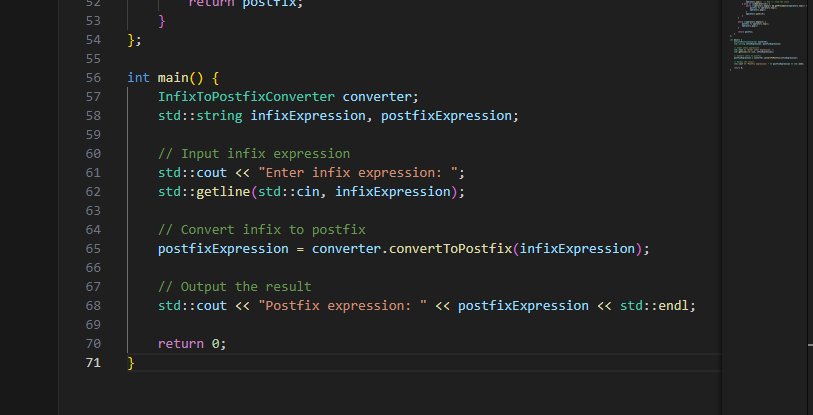 52 return postfix;
53 }
54 };
55
56 int main() {
57 InfixToPostfixConverter converter;
58 std::string infixExpression, postfixExpression;
59
60 // Input infix expression
61 std::cout << "Enter infix expression: ";
62 std::getline(std::cin, infixExpression);
63
64 // Convert infix to postfix
65 postfixExpression = converter.convertToPostfix(infixExpression);
66
67 // Output the result
68 std::cout << "Postfix expression: " << postfixExpression << std::endl;
69
70 return 0;
71 }